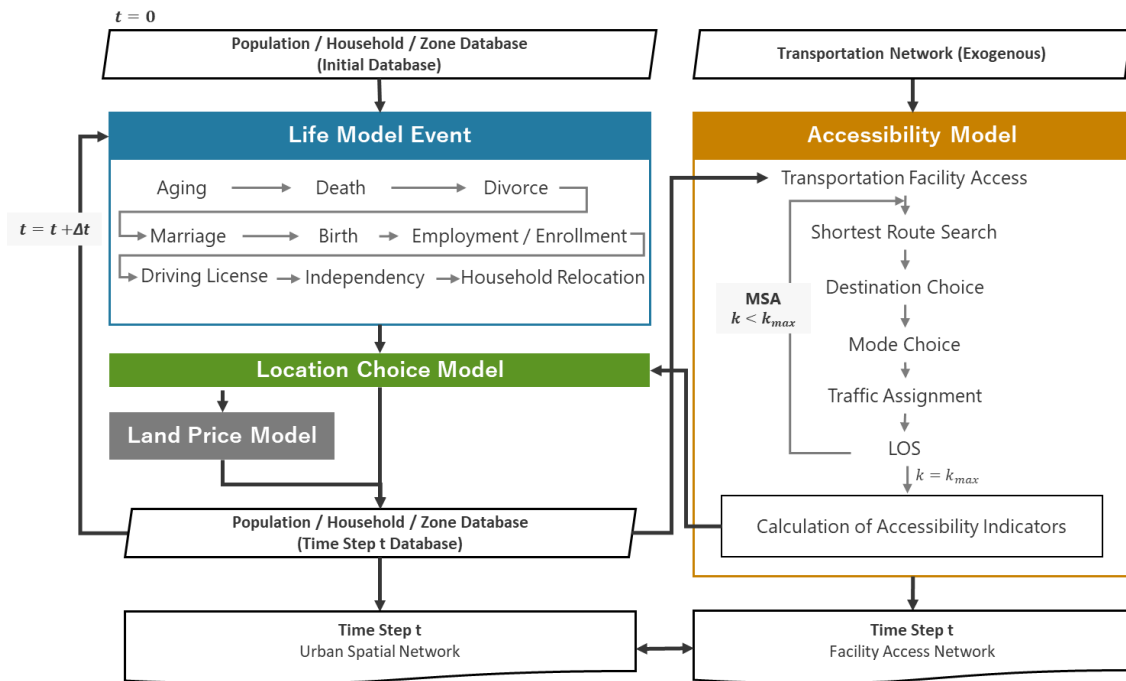 t = 0
Population / Household / Zone Database
(Initial Database)
Transportation Network (Exogenous)
Life Model Event
Aging
Death
Divorce
Marriage
Birth
Employment / Enrollment
Driving License
Independency
Household Relocation
t = t +Δt
Location Choice Model
Land Price Model
Population / Household / Zone Database
(Time Step t Database)
Time Step t
Urban Spatial Network
Accessibility Model
Transportation Facility Access
Shortest Route Search
Destination Choice
MSA
k < kmax
Mode Choice
Traffic Assignment
LOS
k = kmax
Calculation of Accessibility Indicators
Time Step t
Facility Access Network